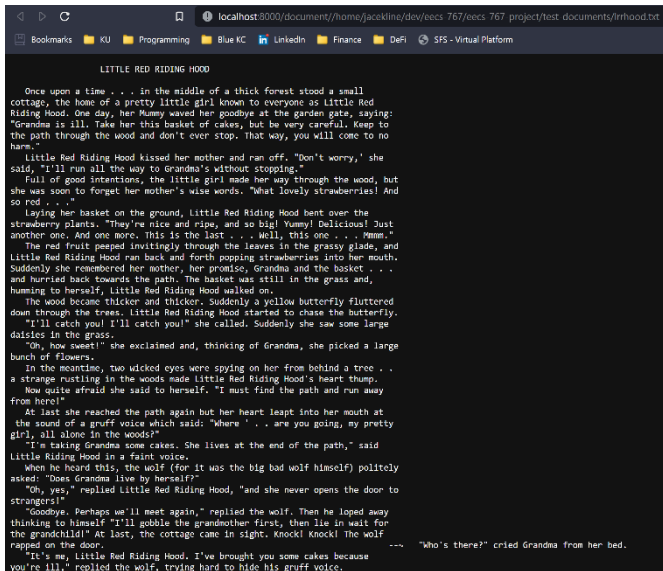 localhost:8000/document//home/jacekline/dev/eecs_767/eecs_767_project/test_documents/lrrhood.txt
Bookmarks KU Programming Blue KC LinkedIn Finance DeFi SFS - Virtual Platform
LITTLE RED RIDING HOOD
Once upon a time . . . in the middle of a thick forest stood a small
cottage, the home of a pretty little girl known to everyone as Little Red
Riding Hood. One day, her Mummy waved her goodbye at the garden gate, saying:
"Grandma is ill. Take her this basket of cakes, but be very careful. Keep to
the path through the wood and don't ever stop. That way, you will come to no
harm."
Little Red Riding Hood kissed her mother and ran off. "Don't worry,' she
said, "I'll run all the way to Grandma's without stopping."
Full of good intentions, the little girl made her way through the wood, but
she was soon to forget her mother's wise words. "What lovely strawberries! And
so red . . ."
Laying her basket on the ground, Little Red Riding Hood bent over the
strawberry plants. "They're nice and ripe, and so big! Yummy! Delicious! Just
another one. And one more. This is the last . . . Well, this one . . . Mmmm."
The red fruit peeped invitingly through the leaves in the grassy glade, and
Little Red Riding Hood ran back and forth popping strawberries into her mouth.
Suddenly she remembered her mother, her promise, Grandma and the basket . . .
and hurried back towards the path. The basket was still in the grass and,
humming to herself, Little Red Riding Hood walked on.
The wood became thicker and thicker. Suddenly a yellow butterfly fluttered
down through the trees. Little Red Riding Hood started to chase the butterfly.
"I'll catch you! I'll catch you!" she called. Suddenly she saw some large
daisies in the grass.
"Oh, how sweet!" she exclaimed and, thinking of Grandma, she picked a large
bunch of flowers.
In the meantime, two wicked eyes were spying on her from behind a tree . .
a strange rustling in the woods made Little Red Riding Hood's heart thump.
Now quite afraid she said to herself. "I must find the path and run away
from here!"
At last she reached the path again but her heart leapt into her mouth at
the sound of a gruff voice which said: "Where ' . . are you going, my pretty
girl, all alone in the woods?"
"I'm taking Grandma some cakes. She lives at the end of the path," said
Little Red Riding Hood in a faint voice.
When he heard this, the wolf (for it was the big bad wolf himself) politely
asked: "Does Grandma live by herself?"
"Oh, yes," replied Little Red Riding Hood, "and she never opens the door to
strangers!"
"Goodbye. Perhaps we'll meet again," replied the wolf. Then he loped away
thinking to himself "I'll gobble the grandmother first, then lie in wait for
the grandchild!" At last, the cottage came in sight. Knock! Knock! The wolf
rapped on the door. --~ "Who's there?" cried Grandma from her bed.
"It's me, Little Red Riding Hood. I've brought you some cakes because
you're ill," replied the wolf, trying hard to hide his gruff voice.